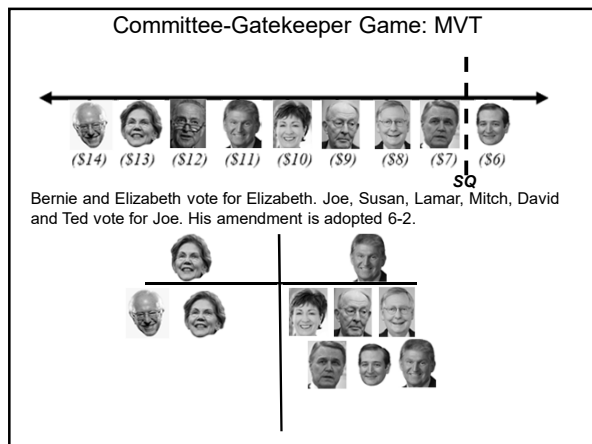 Committee-Gatekeeper Game: MVT
($14) ($13) ($12) ($11) ($10) ($9) ($8) ($7) ($6)
SQ
Bernie and Elizabeth vote for Elizabeth. Joe, Susan, Lamar, Mitch, David
and Ted vote for Joe. His amendment is adopted 6-2.